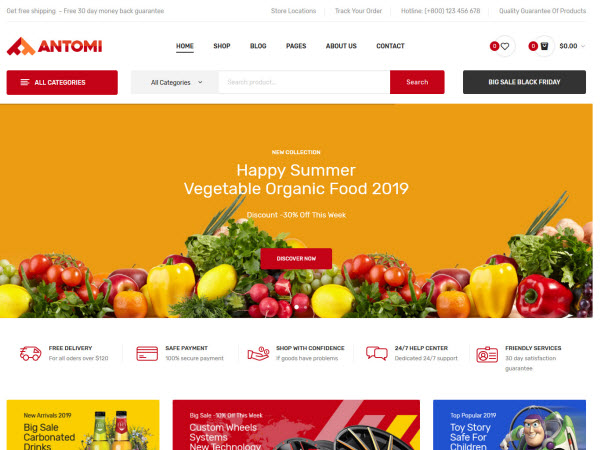 Get free shipping – Free 30 day money back guarantee
Store Locations
Track Your Order
Hotline: (+800) 123 456 678
Quality Guarantee Of Products
ANTOMI
HOME
SHOP
BLOG
PAGES
ABOUT US
CONTACT
0
0
$0.00
ALL CATEGORIES
All Categories
Search product...
Search
BIG SALE BLACK FRIDAY
NEW COLLECTION
Happy Summer
Vegetable Organic Food 2019
Discount -30% Off This Week
DISCOVER NOW
FREE DELIVERY
For all oders over $120
SAFE PAYMENT
100% secure payment
SHOP WITH CONFIDENCE
If goods have problems
24/7 HELP CENTER
Dedicated 24/7 support
FRIENDLY SERVICES
30 day satisfaction
guarantee
New Arrivals 2019
Big Sale
Carbonated
Drinks
Big Sale -10% Off This Week
Custom Wheels
Systems
New Technology
Top Popular 2019
Toy Story
Safe For
Children